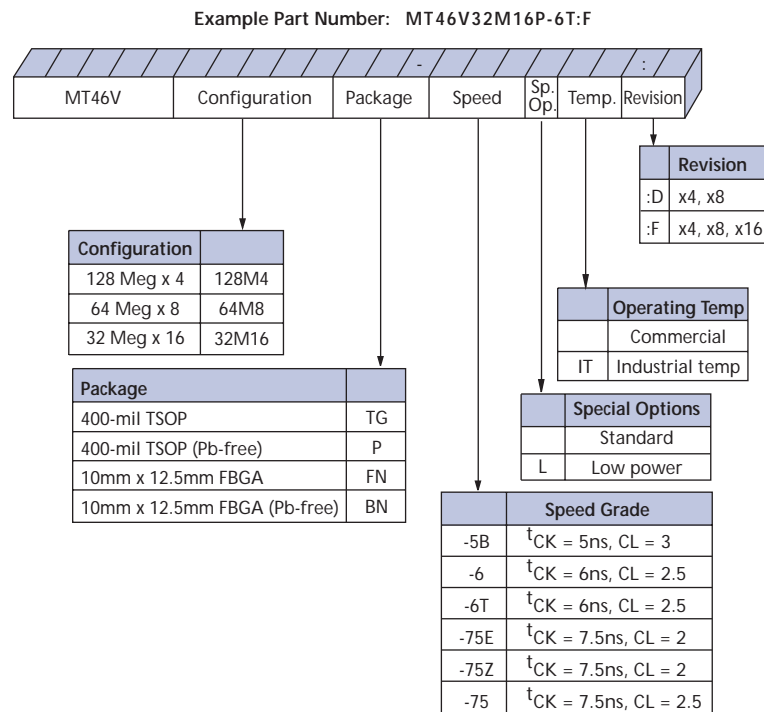 Example Part Number: MT46V32M16P-6T:F
- :
MT46V Configuration Package Speed Sp. Op. Temp. Revision
Revision
:D x4, x8
:F x4, x8, x16
Configuration
128 Meg x 4 128M4
64 Meg x 8 64M8
32 Meg x 16 32M16
Operating Temp
Commercial
IT Industrial temp
Package
400-mil TSOP TG
400-mil TSOP (Pb-free) P
10mm x 12.5mm FBGA FN
10mm x 12.5mm FBGA (Pb-free) BN
Special Options
Standard
L Low power
Speed Grade
-5B tCK = 5ns, CL = 3
-6 tCK = 6ns, CL = 2.5
-6T tCK = 6ns, CL = 2.5
-75E tCK = 7.5ns, CL = 2
-75Z tCK = 7.5ns, CL = 2
-75 tCK = 7.5ns, CL = 2.5